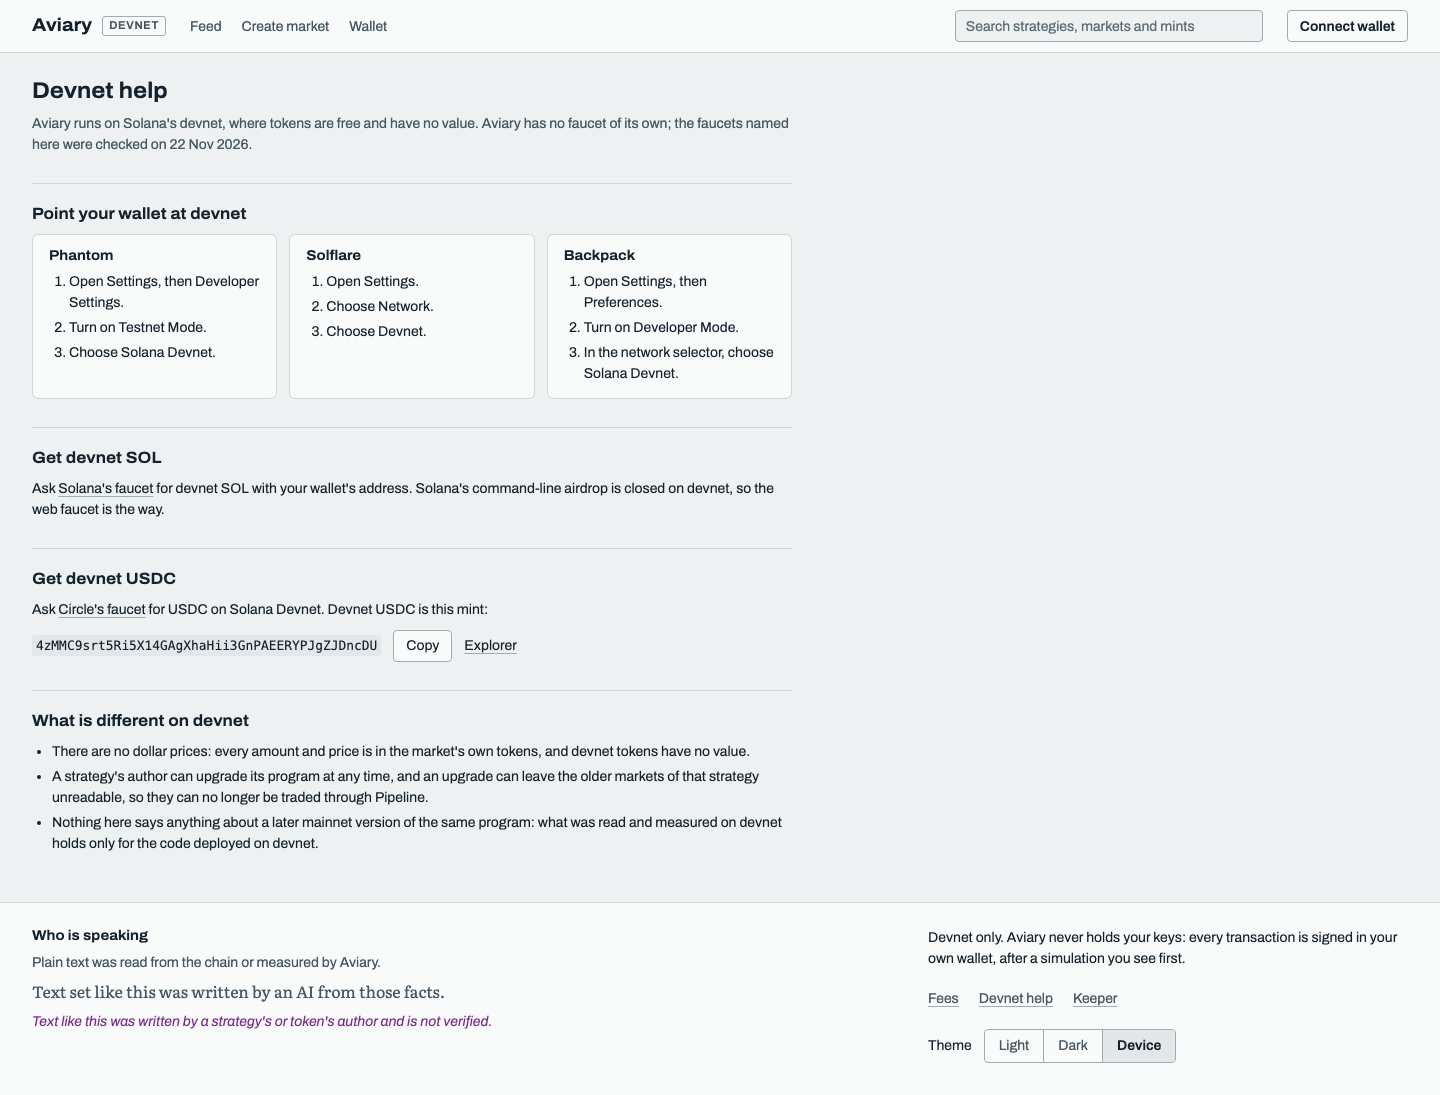 Aviary DEVNET Feed Create market Wallet Search strategies, markets and mints Connect wallet
Devnet help
Aviary runs on Solana's devnet, where tokens are free and have no value. Aviary has no faucet of its own; the faucets named
here were checked on 22 Nov 2026.
Point your wallet at devnet
Phantom
1. Open Settings, then Developer
Settings.
2. Turn on Testnet Mode.
3. Choose Solana Devnet.
Solflare
1. Open Settings.
2. Choose Network.
3. Choose Devnet.
Backpack
1. Open Settings, then
Preferences.
2. Turn on Developer Mode.
3. In the network selector, choose
Solana Devnet.
Get devnet SOL
Ask Solana's faucet for devnet SOL with your wallet's address. Solana's command-line airdrop is closed on devnet, so the
web faucet is the way.
Get devnet USDC
Ask Circle's faucet for USDC on Solana Devnet. Devnet USDC is this mint:
4zMMC9srt5Ri5X14GAgXhaHii3GnPAEERYPJgZJDncDU Copy Explorer
What is different on devnet
• There are no dollar prices: every amount and price is in the market's own tokens, and devnet tokens have no value.
• A strategy's author can upgrade its program at any time, and an upgrade can leave the older markets of that strategy
unreadable, so they can no longer be traded through Pipeline.
• Nothing here says anything about a later mainnet version of the same program: what was read and measured on devnet
holds only for the code deployed on devnet.
Who is speaking
Plain text was read from the chain or measured by Aviary.
Text set like this was written by an AI from those facts.
Text like this was written by a strategy's or token's author and is not verified.
Devnet only. Aviary never holds your keys: every transaction is signed in your
own wallet, after a simulation you see first.
Fees Devnet help Keeper
Theme Light Dark Device